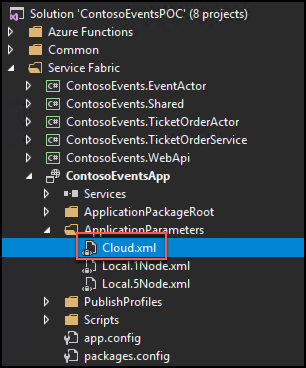 Solution 'ContosoEventsPOC' (8 projects)
Azure Functions
Common
Service Fabric
C# ContosoEvents.EventActor
C# ContosoEvents.Shared
C# ContosoEvents.TicketOrderActor
C# ContosoEvents.TicketOrderService
C# ContosoEvents.WebApi
ContosoEventsApp
Services
ApplicationPackageRoot
ApplicationParameters
Cloud.xml
Local.1Node.xml
Local.5Node.xml
PublishProfiles
Scripts
app.config
packages.config